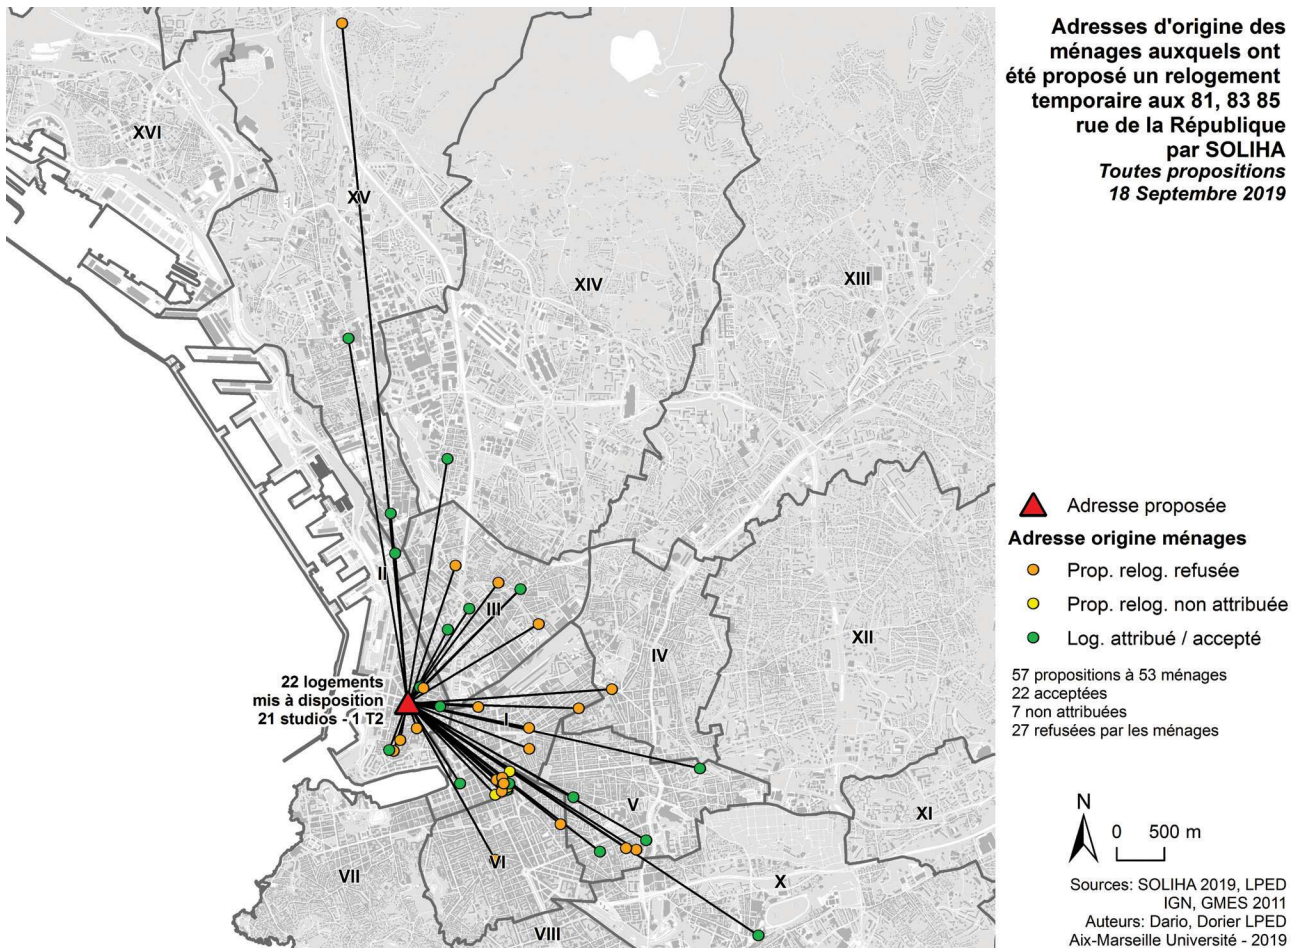 Adresses d'origine des
ménages auxquels ont
été proposé un relogement
temporaire aux 81, 83 85
rue de la République
par SOLIHA
Toutes propositions
18 Septembre 2019
XVI
XV
XIV
XIII
II
III
IV
XII
22 logements
mis à disposition
21 studios - 1 T2
I
V
XI
VII
VI
X
VIII
Adresse proposée
Adresse origine ménages
Prop. relog. refusée
Prop. relog. non attribuée
Log. attribué / accepté
57 propositions à 53 ménages
22 acceptées
7 non attribuées
27 refusées par les ménages
N
0 500 m
Sources: SOLIHA 2019, LPED
IGN, GMES 2011
Auteurs: Dario, Dorier LPED
Aix-Marseille Université - 2019